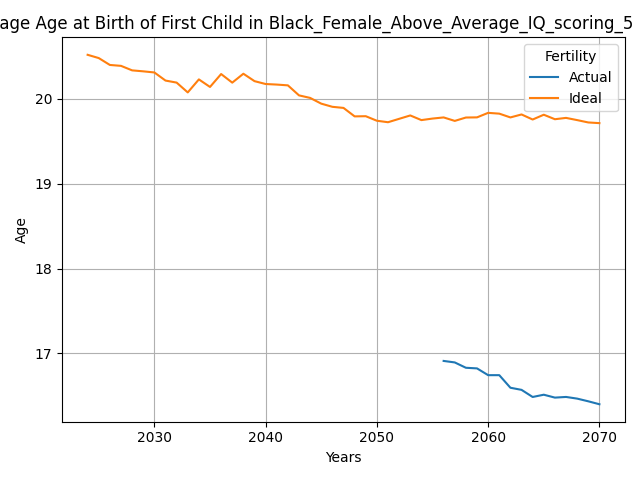 age Age at Birth of First Child in Black_Female_Above_Average_IQ_scoring_5
Fertility
Actual
Ideal
20
19
18
17
Age
2030 2040 2050 2060 2070
Years